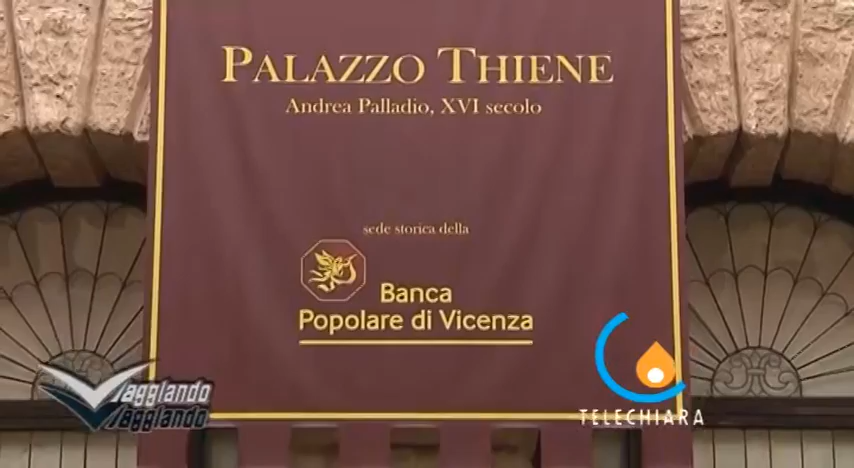 PALAZZO THIENE
Andrea Palladio, XVI secolo
sede storica della
Banca
Popolare di Vicenza
Viaggiando
Viaggiando
TELECHIARA